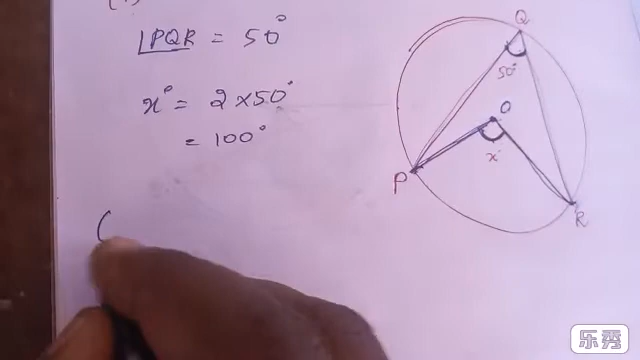 ∠PQR = 50°
x° = 2 × 50°
= 100°
Q
50°
O
x°
P
R
乐秀